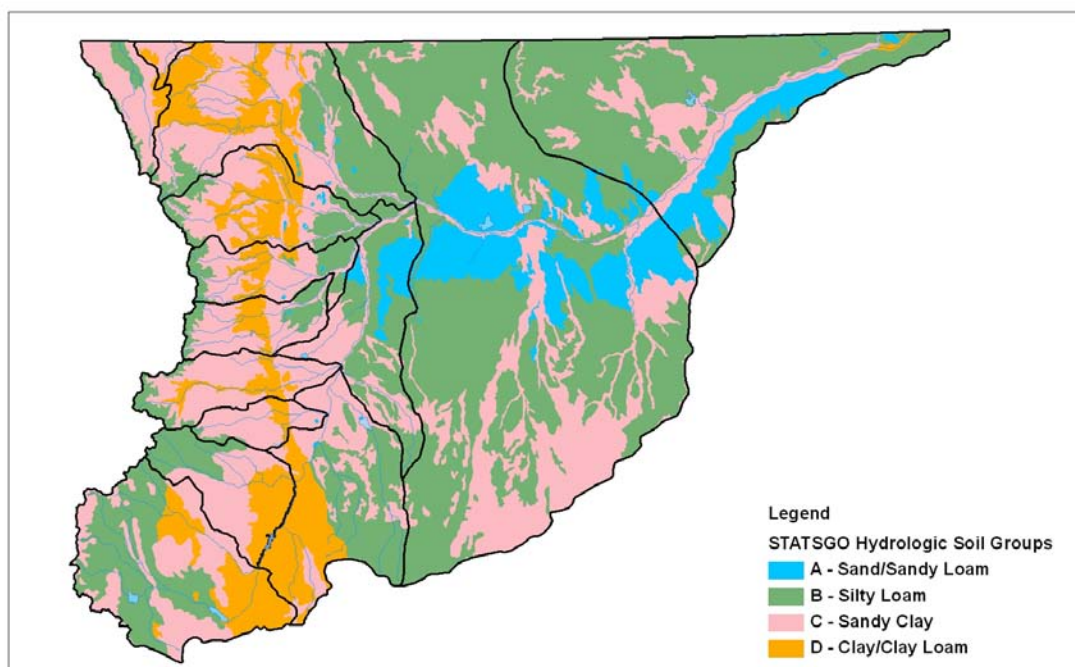 Legend
STATSGO Hydrologic Soil Groups
A - Sand/Sandy Loam
B - Silty Loam
C - Sandy Clay
D - Clay/Clay Loam